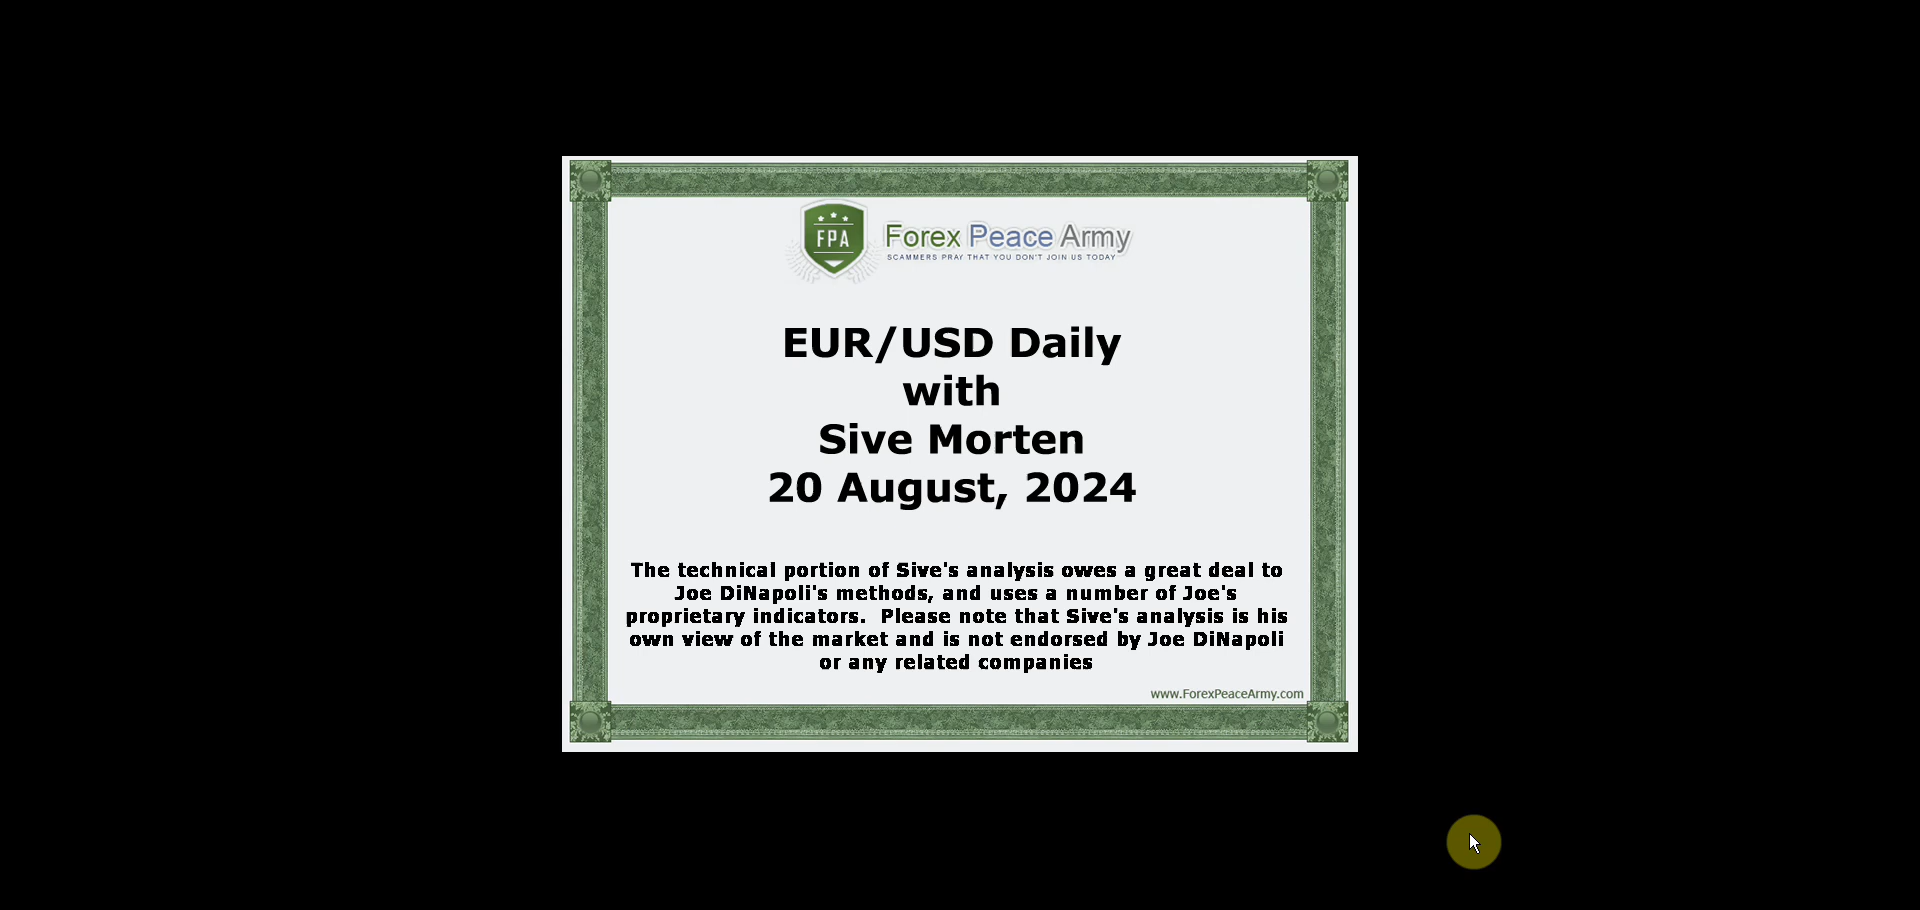 FPA
Forex Peace Army
SCAMMERS PRAY THAT YOU DON'T JOIN US TODAY
EUR/USD Daily
with
Sive Morten
20 August, 2024
The technical portion of Sive's analysis owes a great deal to
Joe DiNapoli's methods, and uses a number of Joe's
proprietary indicators.  Please note that Sive's analysis is his
own view of the market and is not endorsed by Joe DiNapoli
or any related companies
www.ForexPeaceArmy.com